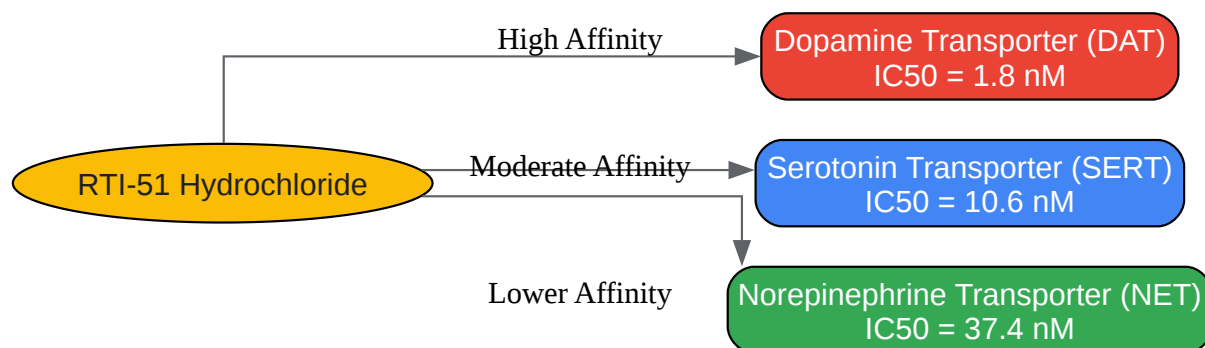 High Affinity
Dopamine Transporter (DAT)
IC50 = 1.8 nM
RTI-51 Hydrochloride
Moderate Affinity
Serotonin Transporter (SERT)
IC50 = 10.6 nM
Lower Affinity
Norepinephrine Transporter (NET)
IC50 = 37.4 nM